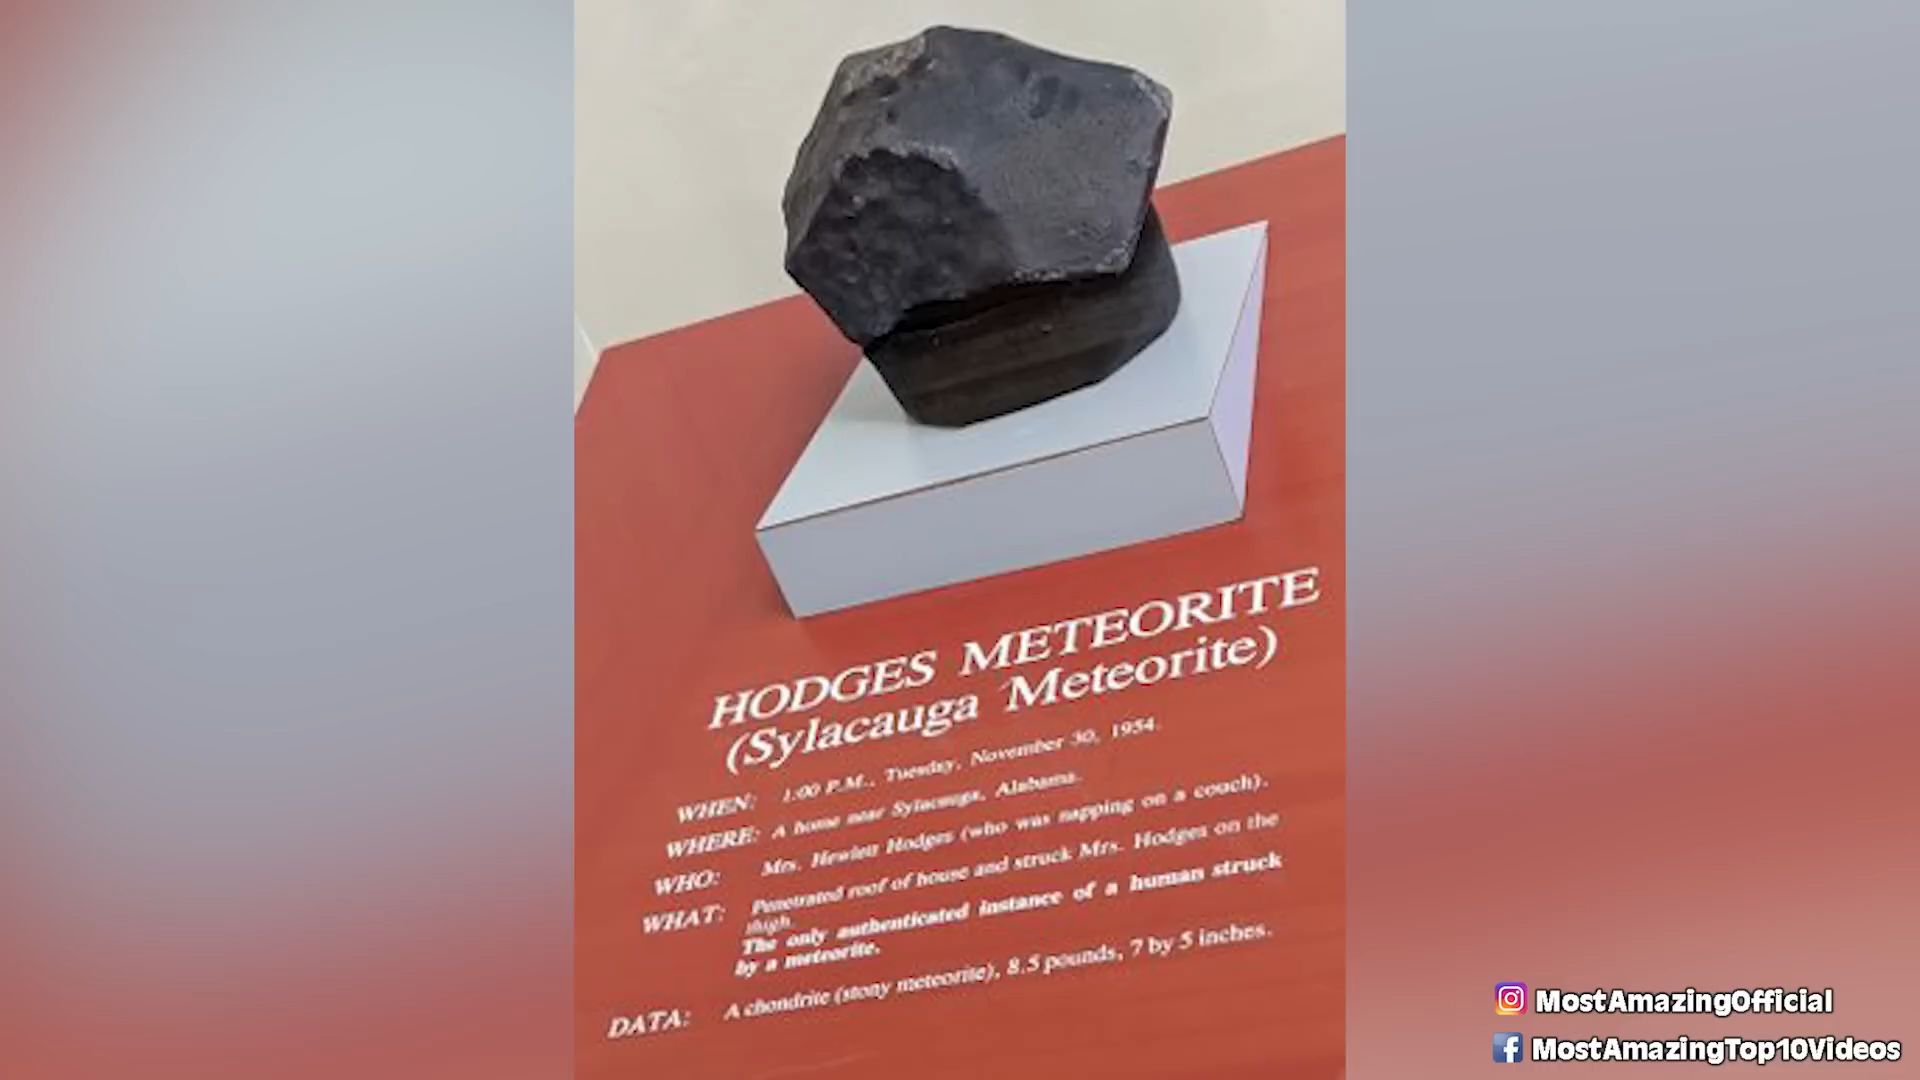 HODGES METEORITE
(Sylacauga Meteorite)
WHEN: 1:00 P.M., Tuesday, November 30, 1954.
WHERE: A home near Sylacauga, Alabama.
WHO: Mrs. Hewlett Hodges (who was napping on a couch).
WHAT: Penetrated roof of house and struck Mrs. Hodges on the
thigh.
The only authenticated instance of a human struck
by a meteorite.
DATA: A chondrite (stony meteorite), 8.5 pounds, 7 by 5 inches.
MostAmazingOfficial
MostAmazingTop10Videos